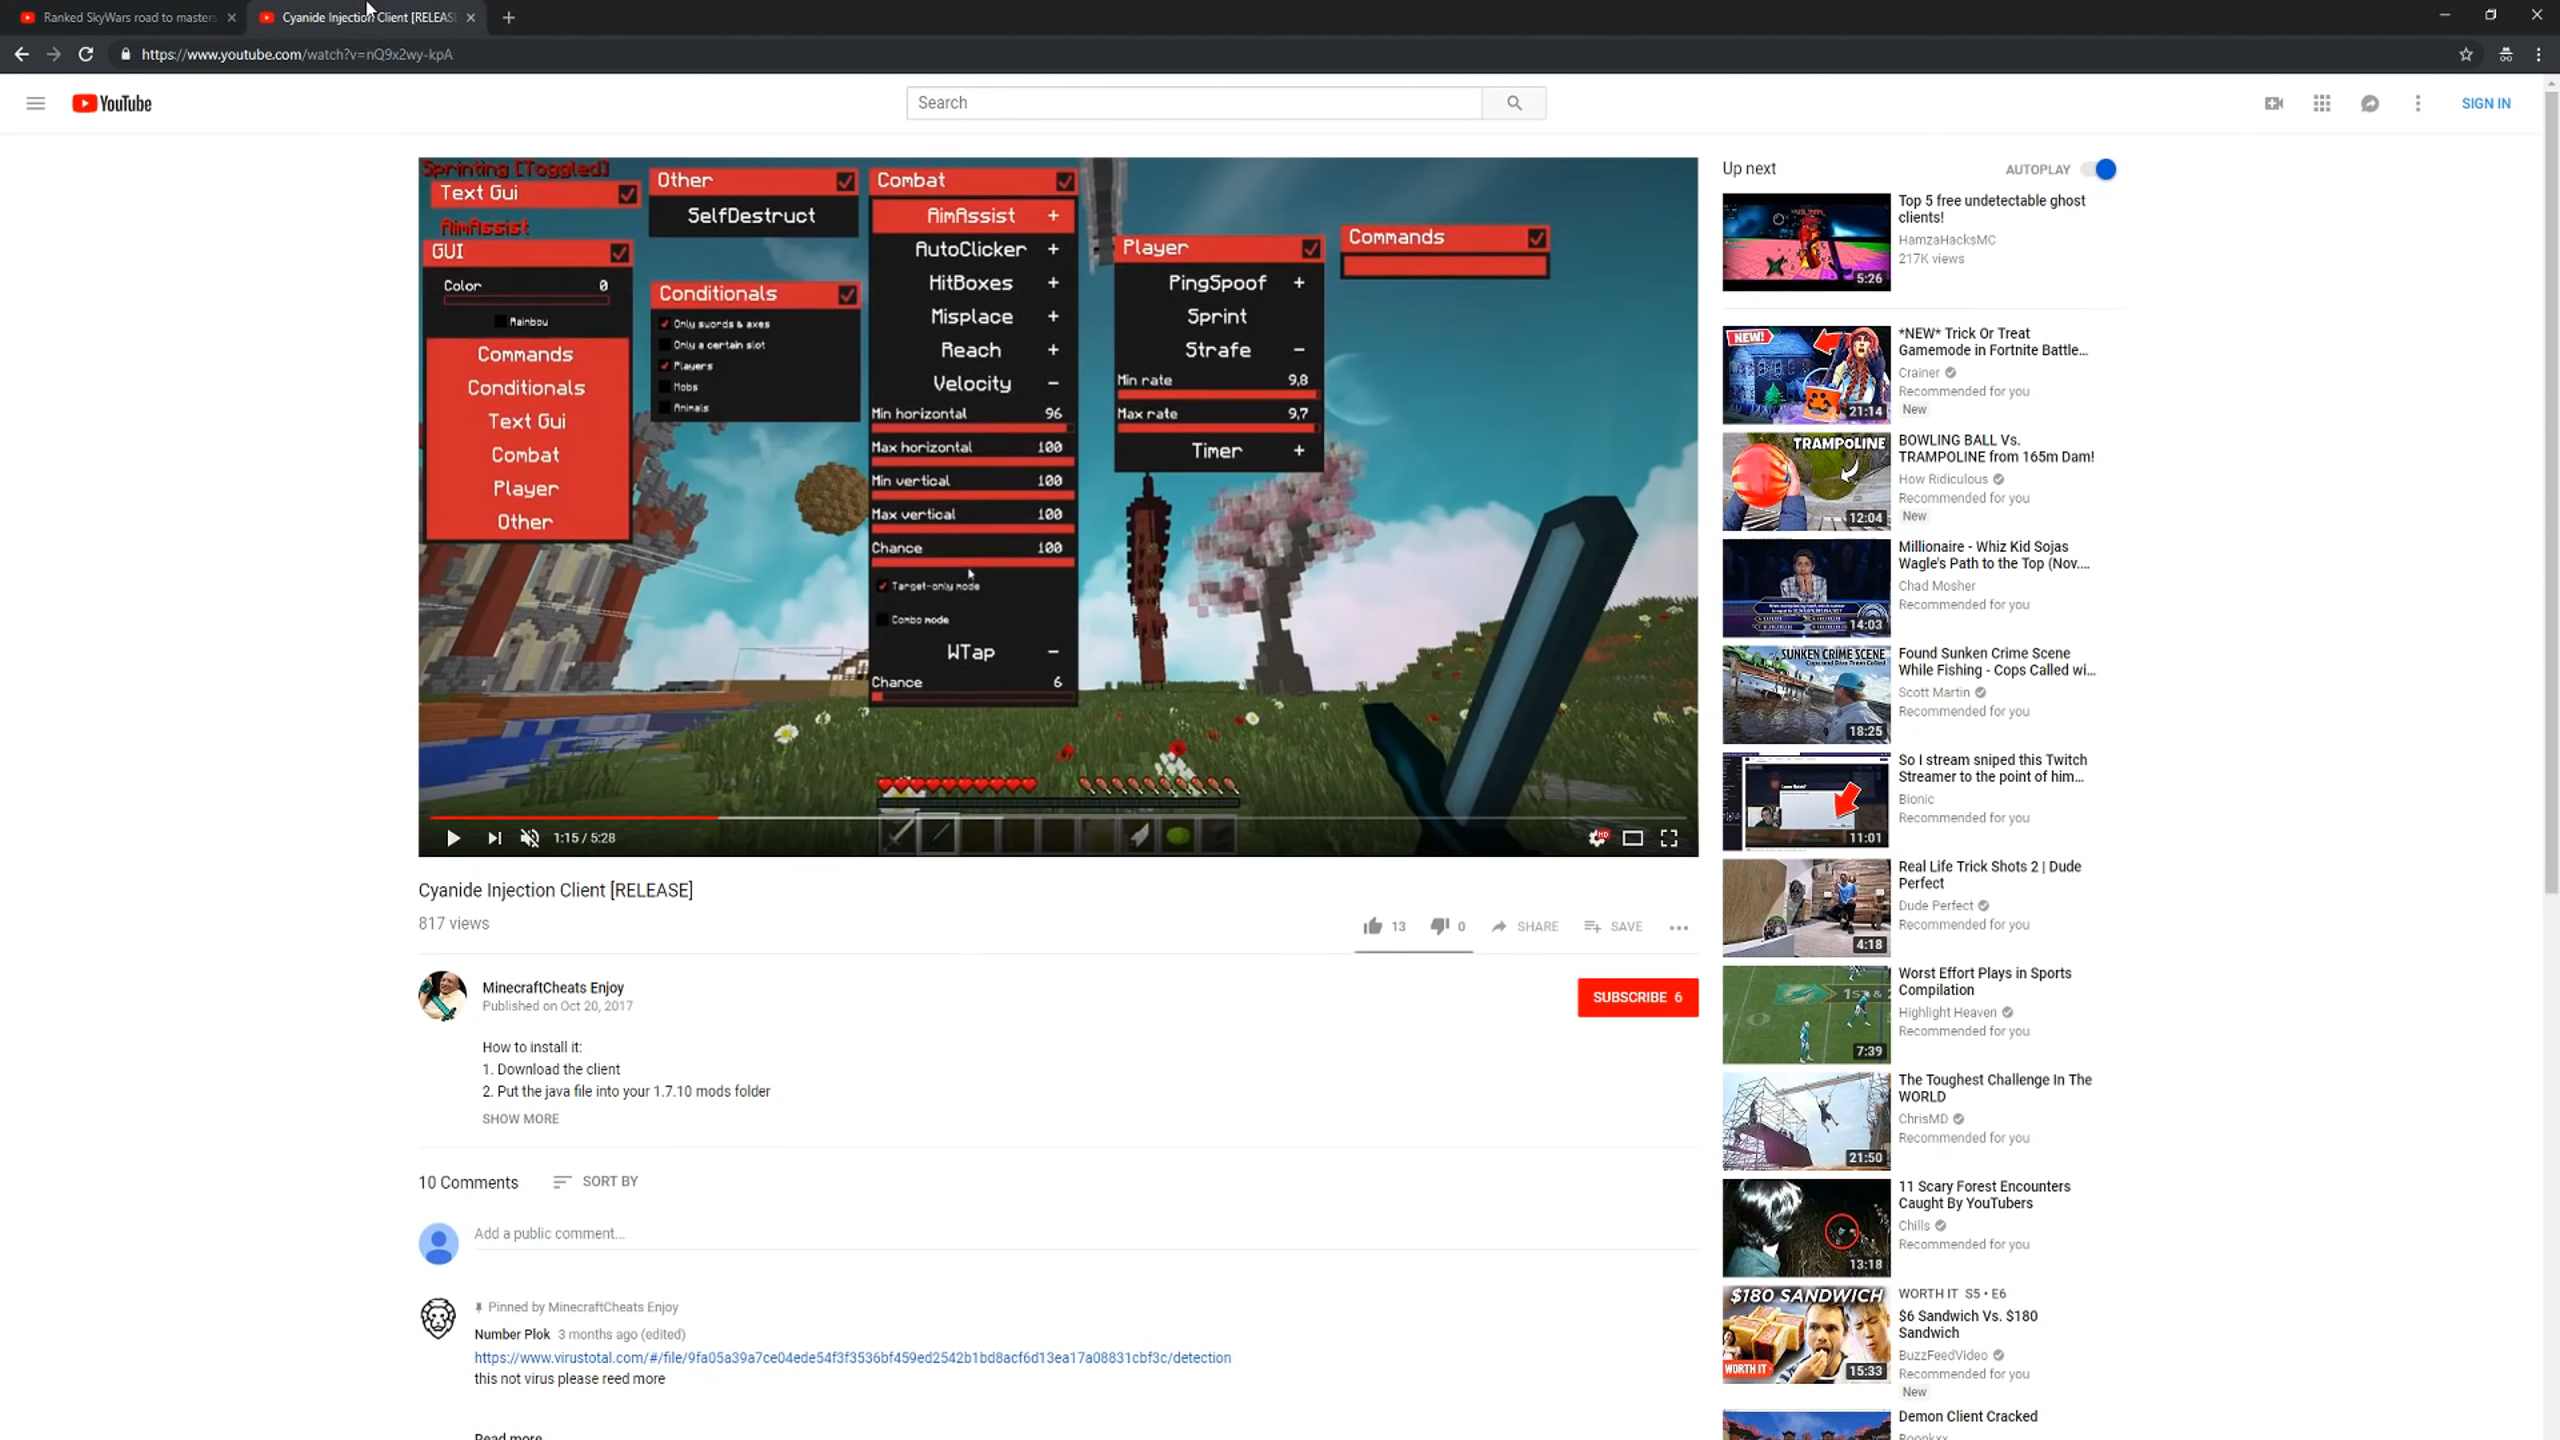 Ranked SkyWars road to masters
Cyanide Injection Client [RELEAS
https://www.youtube.com/watch?v=nQ9x2wy-kpA
YouTube
Search
SIGN IN
Sprinting [Toggled]
Text Gui
AimAssist
GUI
Color 0
Rainbow
Commands
Conditionals
Text Gui
Combat
Player
Other
Other
SelfDestruct
Conditionals
Only swords & axes
Only a certain slot
Players
Mobs
Animals
Combat
AimAssist +
AutoClicker +
HitBoxes +
Misplace +
Reach +
Velocity -
Min horizontal 96
Max horizontal 100
Min vertical 100
Max vertical 100
Chance 100
Target-only mode
Combo mode
WTap -
Chance 6
Player
PingSpoof +
Sprint
Strafe -
Min rate 9,8
Max rate 9,7
Timer +
Commands
1:15 / 5:28
HD
Cyanide Injection Client [RELEASE]
817 views
13
0
SHARE
SAVE
MinecraftCheats Enjoy
Published on Oct 20, 2017
SUBSCRIBE 6
How to install it:
1. Download the client
2. Put the java file into your 1.7.10 mods folder
SHOW MORE
10 Comments
SORT BY
Add a public comment...
Pinned by MinecraftCheats Enjoy
Number Plok 3 months ago (edited)
https://www.virustotal.com/#/file/9fa05a39a7ce04ede54f3f3536bf459ed2542b1bd8acf6d13ea17a08831cbf3c/detection
this not virus please reed more
Read more
Up next
AUTOPLAY
5:26
Top 5 free undetectable ghost
clients!
HamzaHacksMC
217K views
NEW!
21:14
*NEW* Trick Or Treat
Gamemode in Fortnite Battle...
Crainer
Recommended for you
New
TRAMPOLINE
12:04
BOWLING BALL Vs.
TRAMPOLINE from 165m Dam!
How Ridiculous
Recommended for you
New
14:03
Millionaire - Whiz Kid Sojas
Wagle's Path to the Top (Nov....
Chad Mosher
Recommended for you
SUNKEN CRIME SCENE
Cops and Dive Team Called
18:25
Found Sunken Crime Scene
While Fishing - Cops Called wi...
Scott Martin
Recommended for you
11:01
So I stream sniped this Twitch
Streamer to the point of him...
Bionic
Recommended for you
4:18
Real Life Trick Shots 2 | Dude
Perfect
Dude Perfect
Recommended for you
1ST &
7:39
Worst Effort Plays in Sports
Compilation
Highlight Heaven
Recommended for you
21:50
The Toughest Challenge In The
WORLD
ChrisMD
Recommended for you
13:18
11 Scary Forest Encounters
Caught By YouTubers
Chills
Recommended for you
$180 SANDWICH
WORTH IT
15:33
WORTH IT S5 • E6
$6 Sandwich Vs. $180
Sandwich
BuzzFeedVideo
Recommended for you
New
Demon Client Cracked